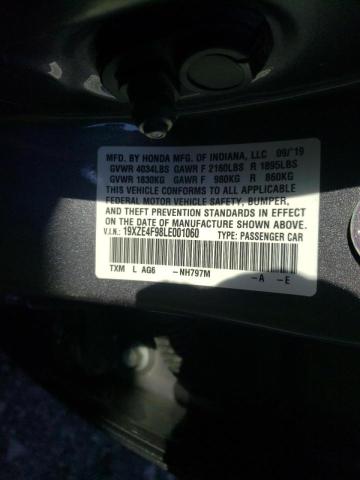 MFD. BY HONDA MFG. OF INDIANA, LLC 09/'19
GVWR 4034LBS GAWR F 2160LBS R 1895LBS
GVWR 1830KG GAWR F 980KG R 860KG
THIS VEHICLE CONFORMS TO ALL APPLICABLE
FEDERAL MOTOR VEHICLE SAFETY, BUMPER,
AND THEFT PREVENTION STANDARDS IN EFFECT
ON THE DATE OF MANUFACTURE SHOWN ABOVE.
V.I.N.: 19XZE4F98LE001060 TYPE: PASSENGER CAR
TXM L AG6 -NH797M -A -E